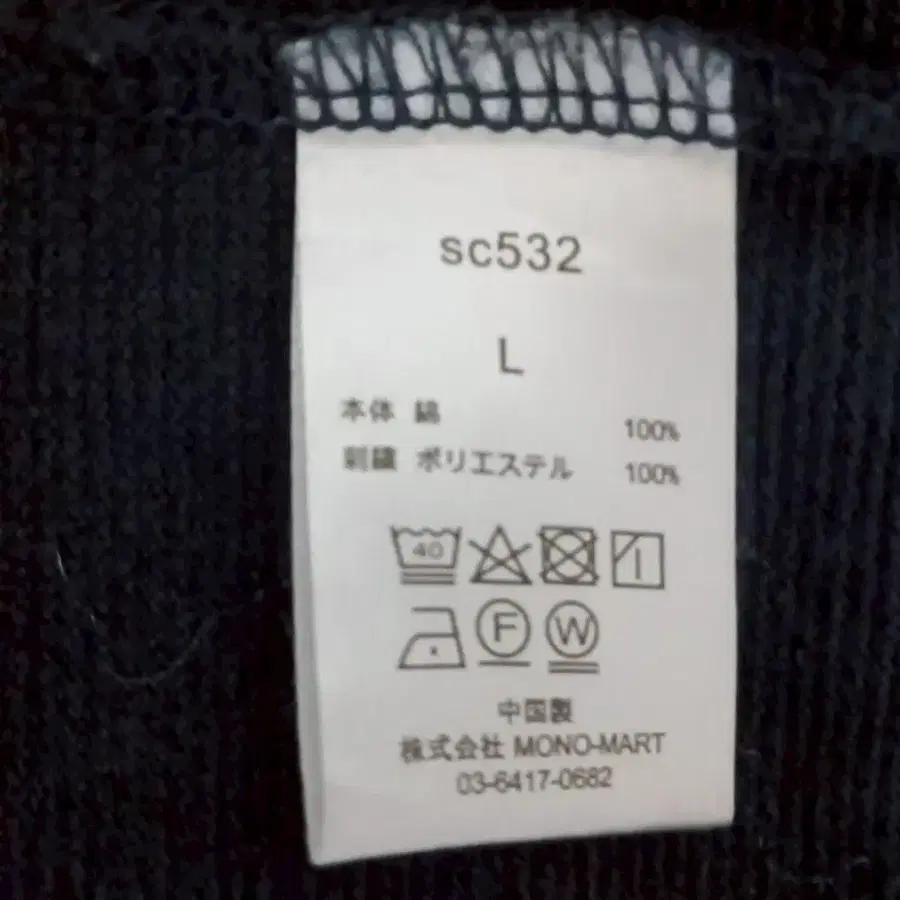 sc532
L
本体 綿 100%
刺繍 ポリエステル 100%
40
F W
中国製
株式会社 MONO-MART
03-6417-0682